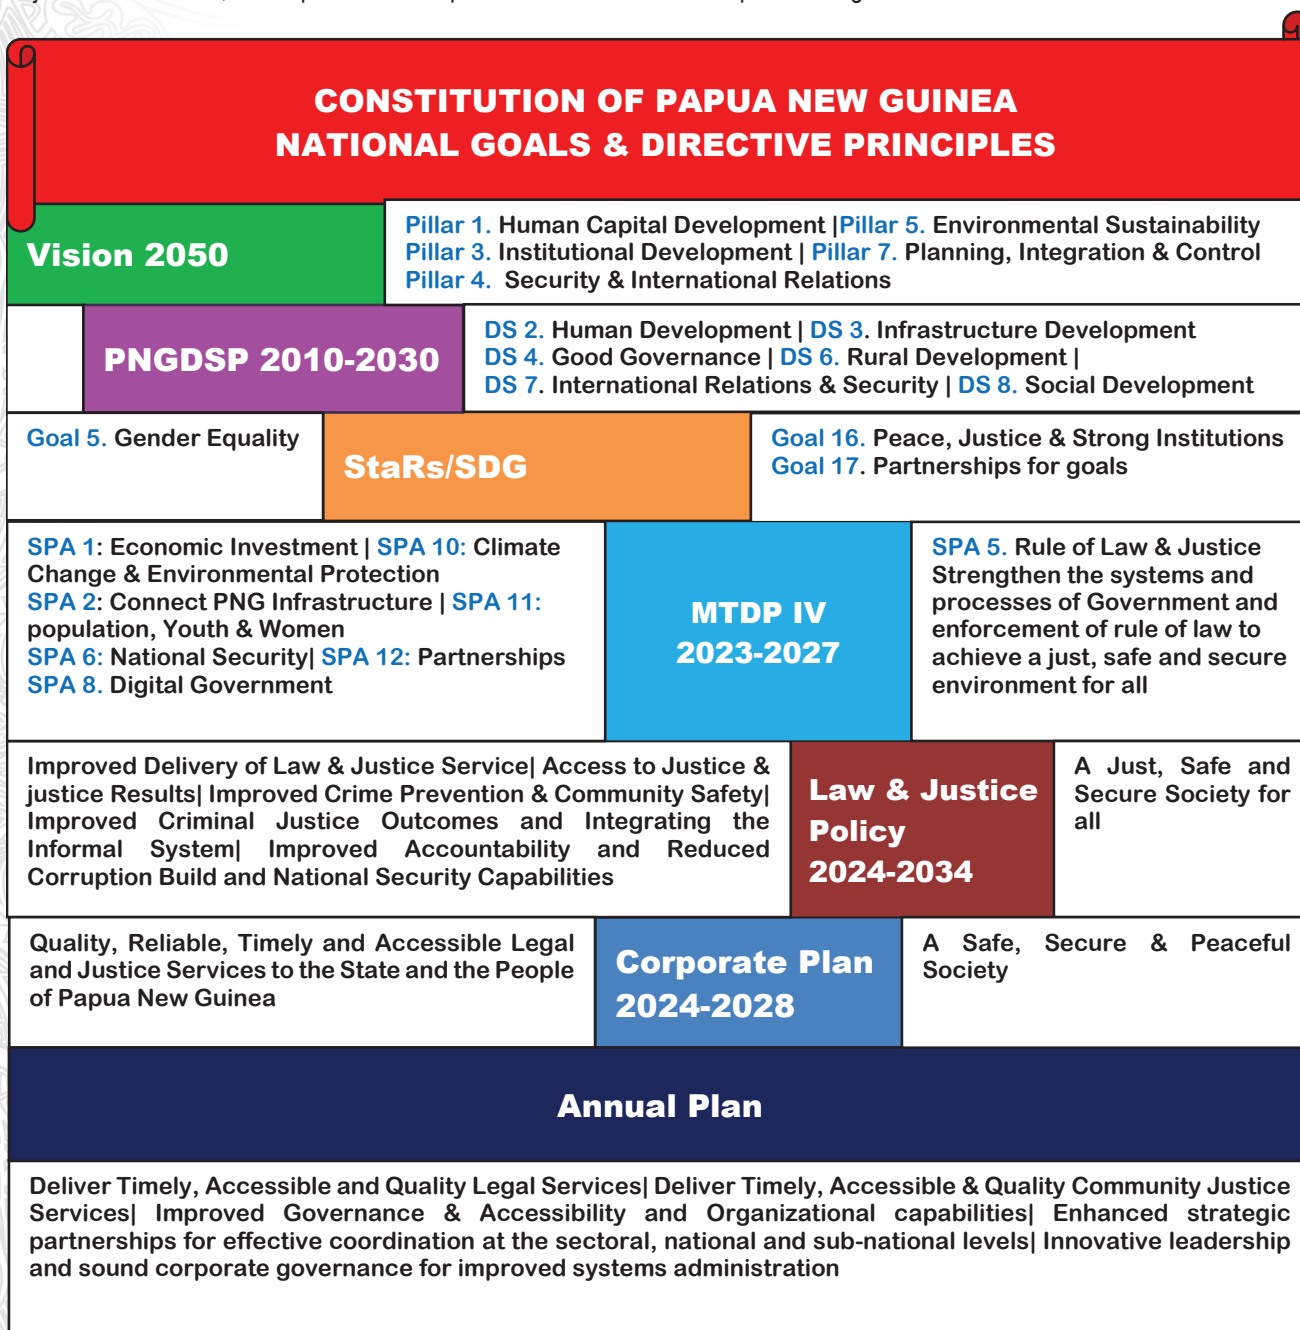 CONSTITUTION OF PAPUA NEW GUINEA
NATIONAL GOALS & DIRECTIVE PRINCIPLES
Vision 2050
Pillar 1. Human Capital Development |Pillar 5. Environmental Sustainability
Pillar 3. Institutional Development | Pillar 7. Planning, Integration & Control
Pillar 4. Security & International Relations
PNGDSP 2010-2030
DS 2. Human Development | DS 3. Infrastructure Development
DS 4. Good Governance | DS 6. Rural Development |
DS 7. International Relations & Security | DS 8. Social Development
Goal 5. Gender Equality
StaRs/SDG
Goal 16. Peace, Justice & Strong Institutions
Goal 17. Partnerships for goals
SPA 1: Economic Investment | SPA 10: Climate
Change & Environmental Protection
SPA 2: Connect PNG Infrastructure | SPA 11:
population, Youth & Women
SPA 6: National Security| SPA 12: Partnerships
SPA 8. Digital Government
MTDP IV
2023-2027
SPA 5. Rule of Law & Justice
Strengthen the systems and
processes of Government and
enforcement of rule of law to
achieve a just, safe and secure
environment for all
Improved Delivery of Law & Justice Service| Access to Justice &
justice Results| Improved Crime Prevention & Community Safety|
Improved Criminal Justice Outcomes and Integrating the
Informal System| Improved Accountability and Reduced
Corruption Build and National Security Capabilities
Law & Justice
Policy
2024-2034
A Just, Safe and
Secure Society for
all
Quality, Reliable, Timely and Accessible Legal
and Justice Services to the State and the People
of Papua New Guinea
Corporate Plan
2024-2028
A Safe, Secure & Peaceful
Society
Annual Plan
Deliver Timely, Accessible and Quality Legal Services| Deliver Timely, Accessible & Quality Community Justice
Services| Improved Governance & Accessibility and Organizational capabilities| Enhanced strategic
partnerships for effective coordination at the sectoral, national and sub-national levels| Innovative leadership
and sound corporate governance for improved systems administration